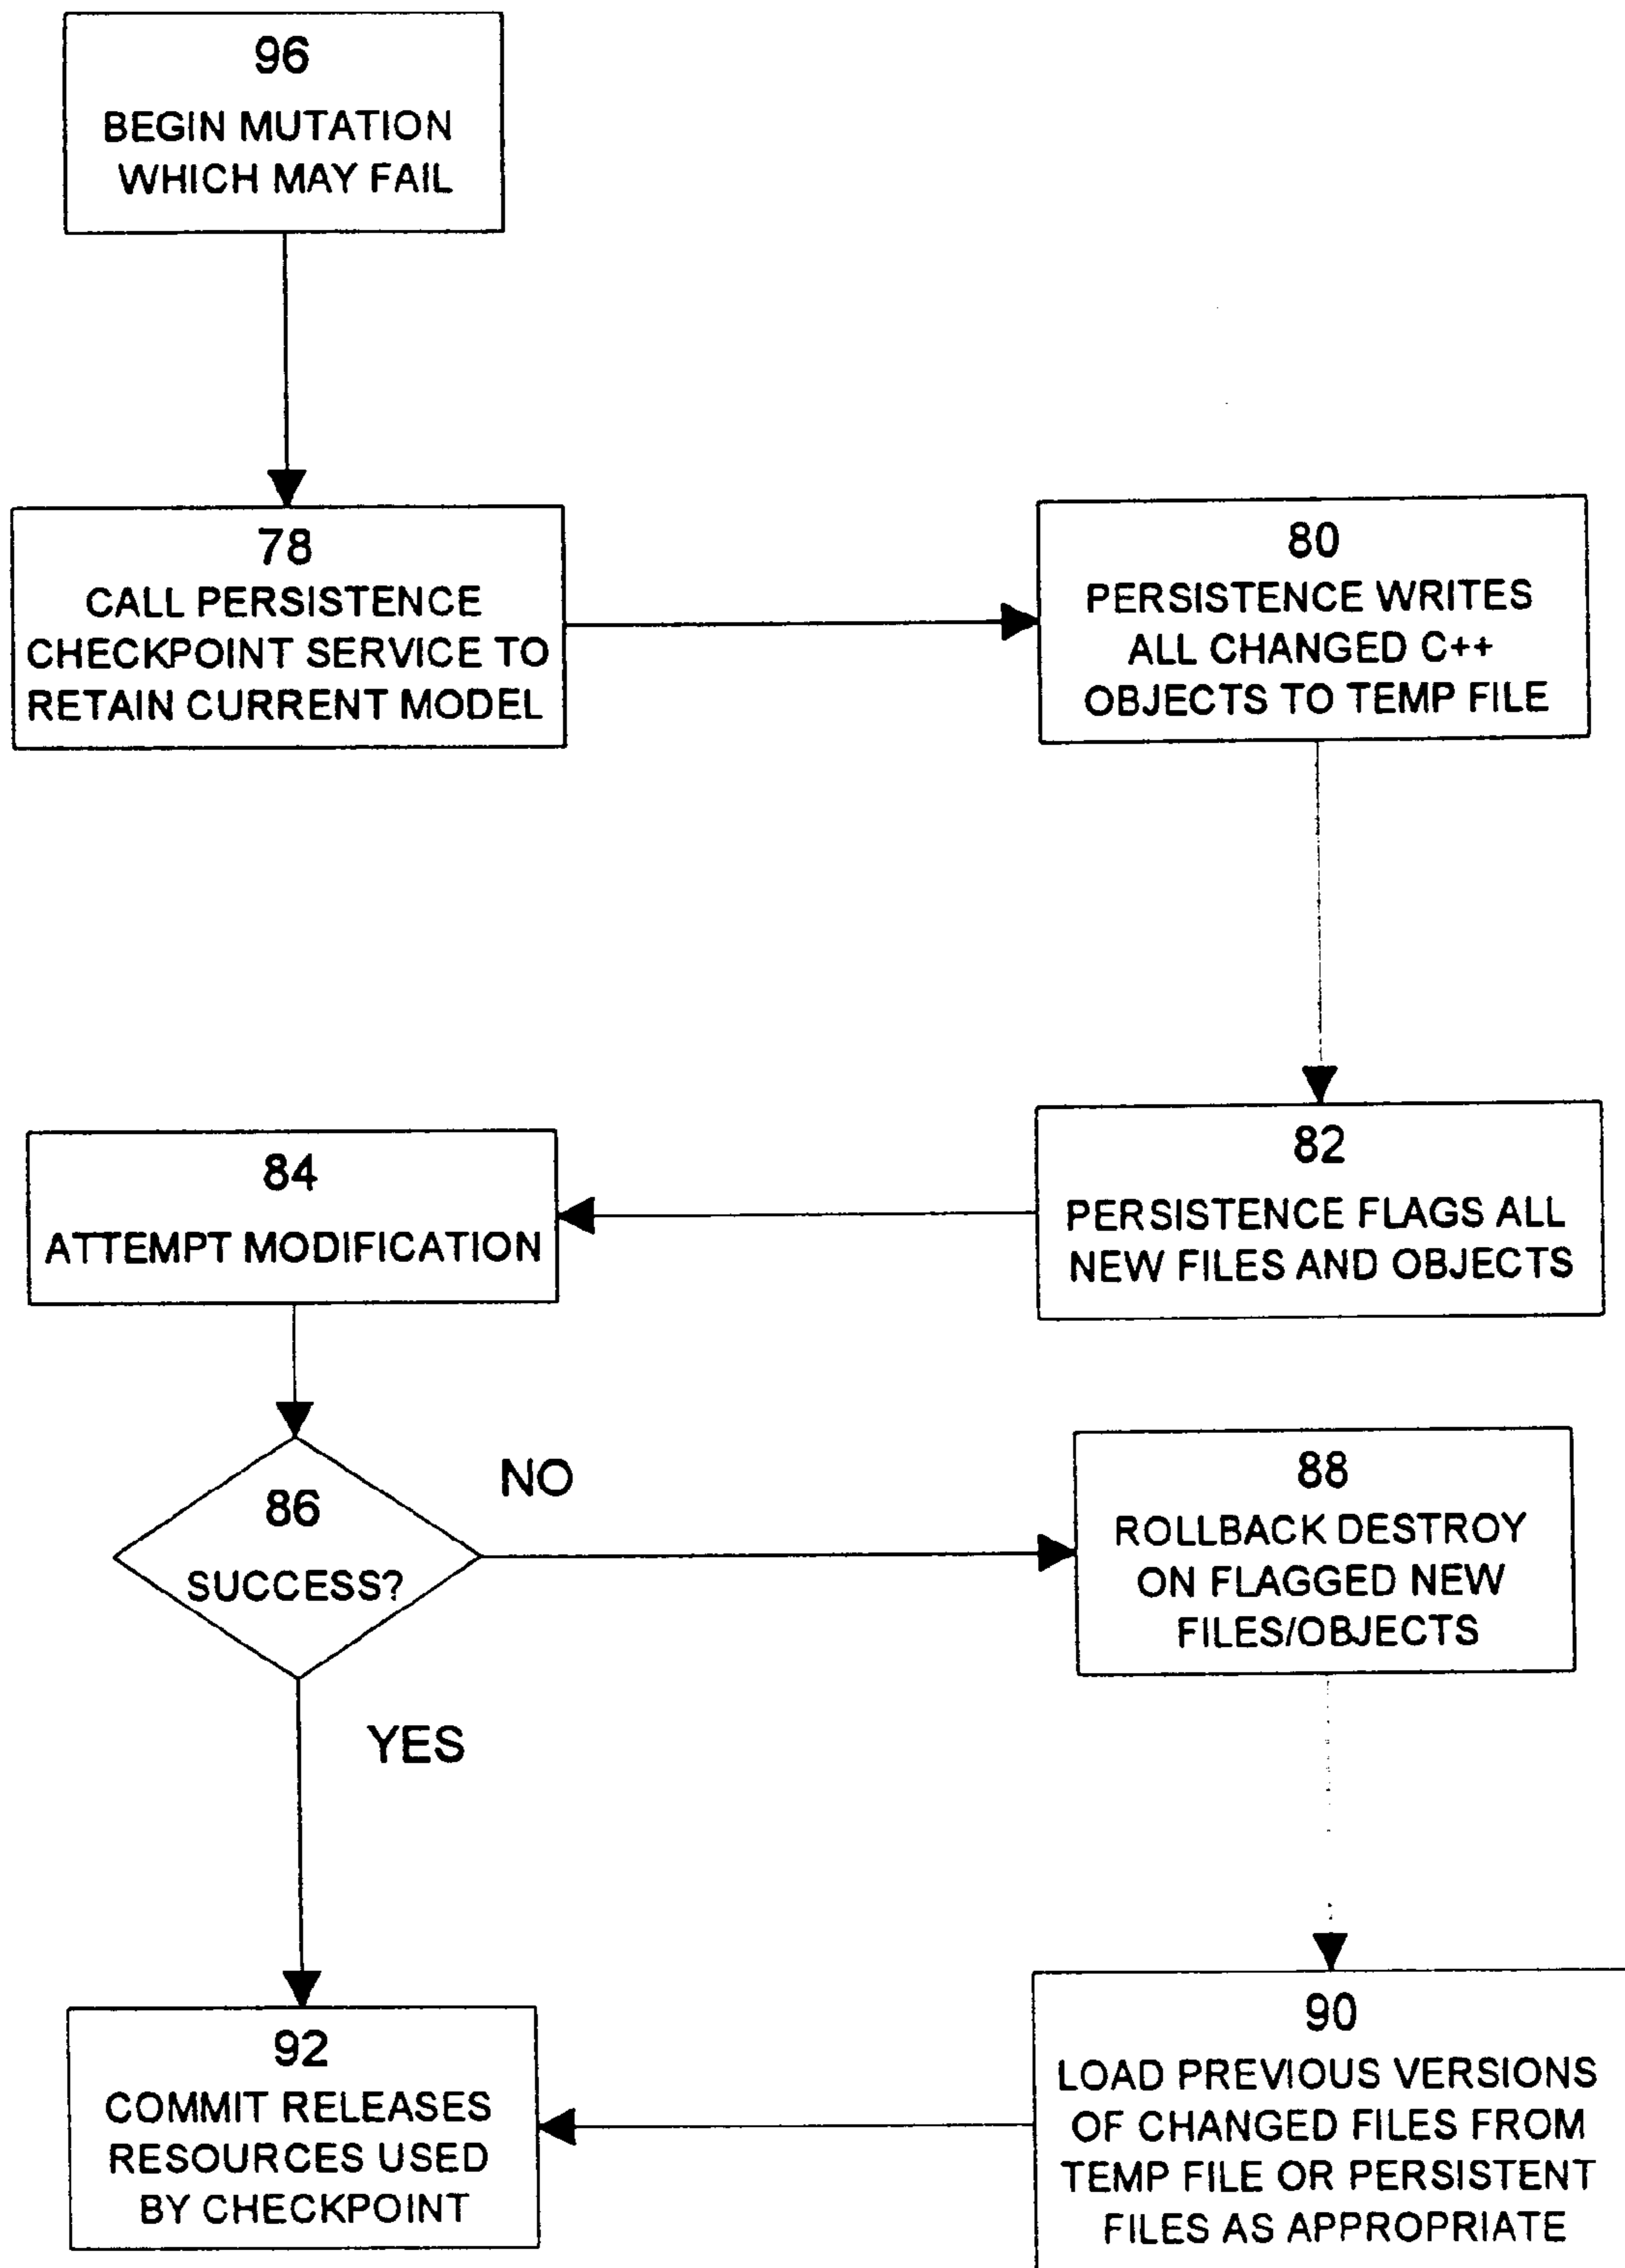 96
BEGIN MUTATION
WHICH MAY FAIL
78
CALL PERSISTENCE
CHECKPOINT SERVICE TO
RETAIN CURRENT MODEL
80
PERSISTENCE WRITES
ALL CHANGED C++
OBJECTS TO TEMP FILE
82
PERSISTENCE FLAGS ALL
NEW FILES AND OBJECTS
84
ATTEMPT MODIFICATION
86
SUCCESS?
NO
88
ROLLBACK DESTROY
ON FLAGGED NEW
FILES/OBJECTS
YES
90
LOAD PREVIOUS VERSIONS
OF CHANGED FILES FROM
TEMP FILE OR PERSISTENT
FILES AS APPROPRIATE
92
COMMIT RELEASES
RESOURCES USED
BY CHECKPOINT